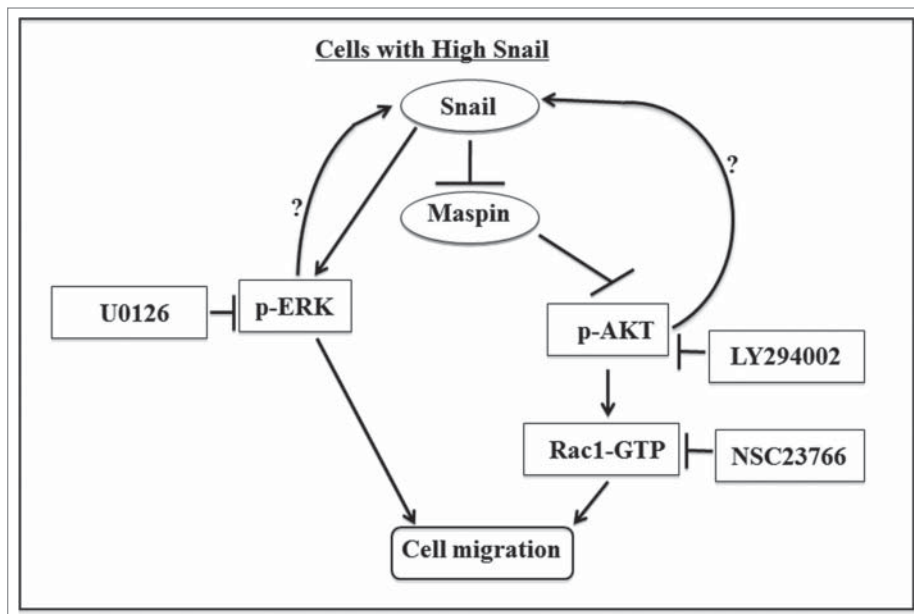 Cells with High Snail
Snail
?
?
Maspin
U0126
p-ERK
p-AKT
LY294002
Rac1-GTP
NSC23766
Cell migration